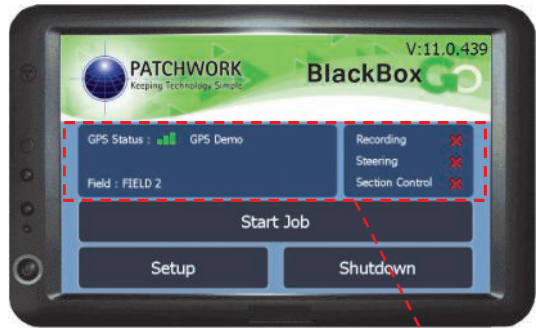 V:11.0.439
PATCHWORK
Keeping Technology Simple
BlackBox GO
GPS Status : GPS Demo
Recording
Steering
Field : FIELD 2
Section Control
Start Job
Setup
Shutdown